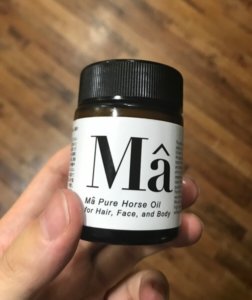 Mâ
Mâ Pure Horse Oil
for Hair, Face, and Body